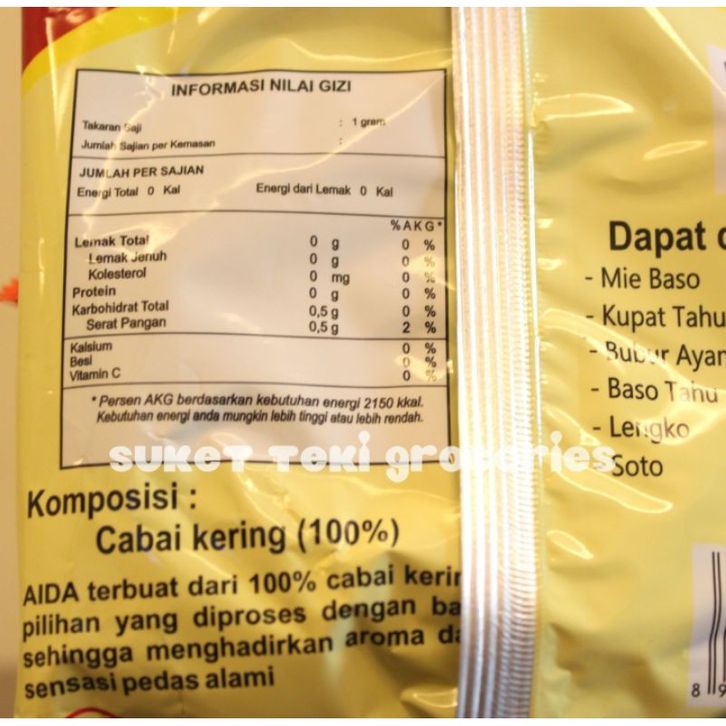 INFORMASI NILAI GIZI
Takaran Saji : 1 gram
Jumlah Sajian per Kemasan :
JUMLAH PER SAJIAN
Energi Total 0 Kal Energi dari Lemak 0 Kal
% A K G *
Lemak Total 0 g 0 %
Lemak Jenuh 0 g 0 %
Kolesterol 0 mg 0 %
Protein 0 g 0 %
Karbohidrat Total 0,5 g 0 %
Serat Pangan 0,5 g 2 %
Kalsium 0 %
Besi 0 %
Vitamin C 0 %
* Persen AKG berdasarkan kebutuhan energi 2150 kkal.
Kebutuhan energi anda mungkin lebih tinggi atau lebih rendah.
SUKET TEKI groceries
Komposisi :
Cabai kering (100%)
AIDA terbuat dari 100% cabai kerin
pilihan yang diproses dengan ba
sehingga menghadirkan aroma da
sensasi pedas alami
Dapat
- Mie Baso
- Kupat Tahu
- Bubur Ayam
- Baso Tahu
- Lengko
- Soto
8 9